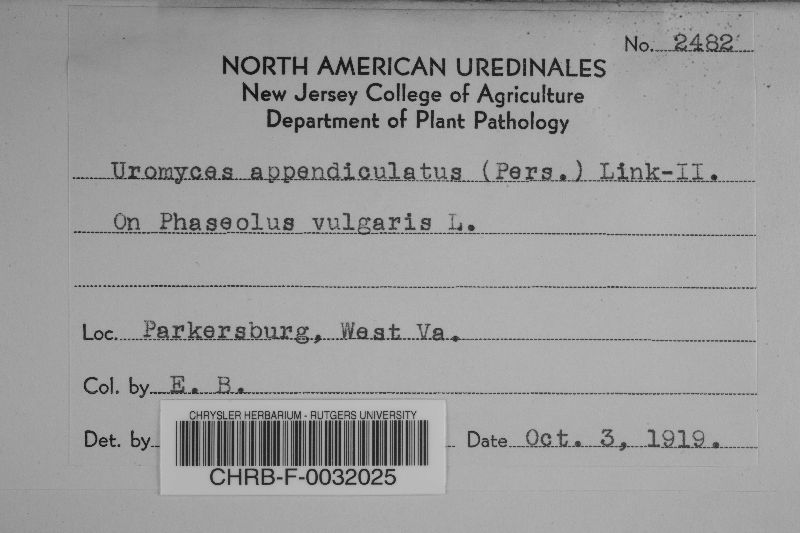 No. 2482
NORTH AMERICAN UREDINALES
New Jersey College of Agriculture
Department of Plant Pathology
Uromyces appendiculatus (Pers.) Link-II.
On Phaseolus vulgaris L.
Loc. Parkersburg, West Va.
Col. by E. B.
Det. by
Date Oct. 3, 1919.
CHRYSLER HERBARIUM - RUTGERS UNIVERSITY
CHRB-F-0032025